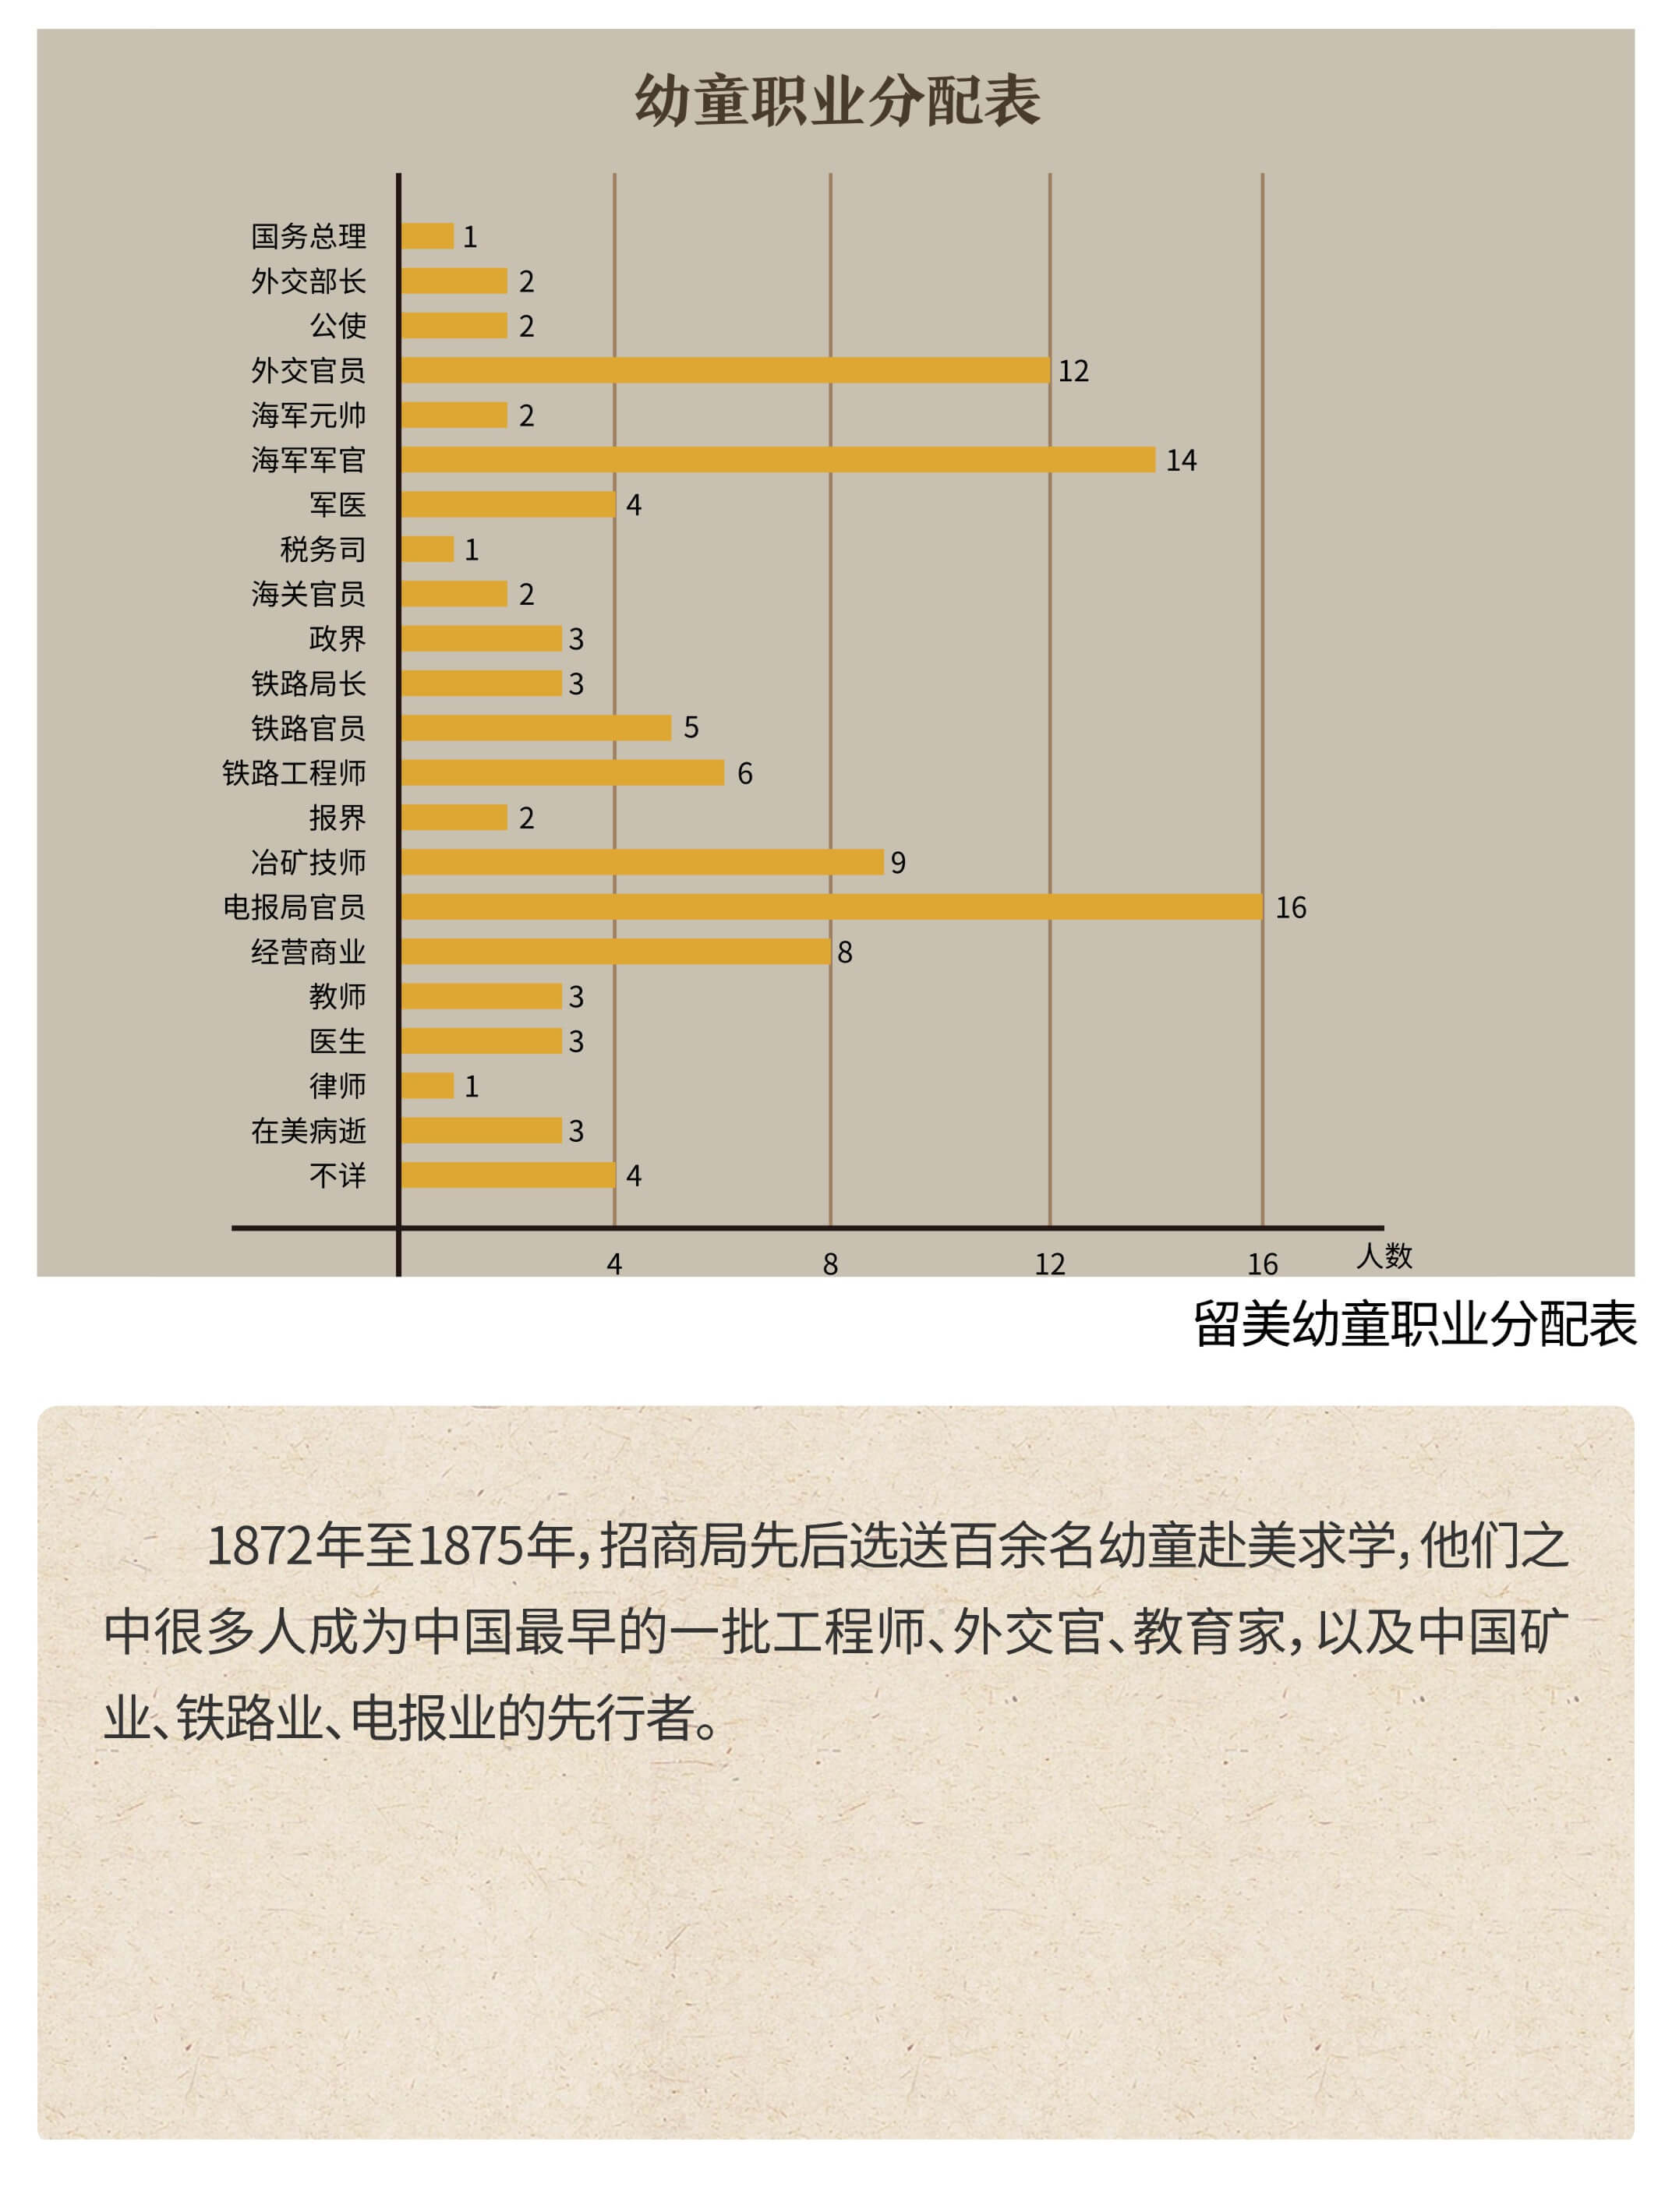 幼童职业分配表
国务总理 1
外交部长 2
公使 2
外交官员 12
海军元帅 2
海军军官 14
军医 4
税务司 1
海关官员 2
政界 3
铁路局长 3
铁路官员 5
铁路工程师 6
报界 2
冶矿技师 9
电报局官员 16
经营商业 8
教师 3
医生 3
律师 1
在美病逝 3
不详 4
4 8 12 16 人数
留美幼童职业分配表
1872年至1875年,招商局先后选送百余名幼童赴美求学,他们之
中很多人成为中国最早的一批工程师、外交官、教育家,以及中国矿
业、铁路业、电报业的先行者。